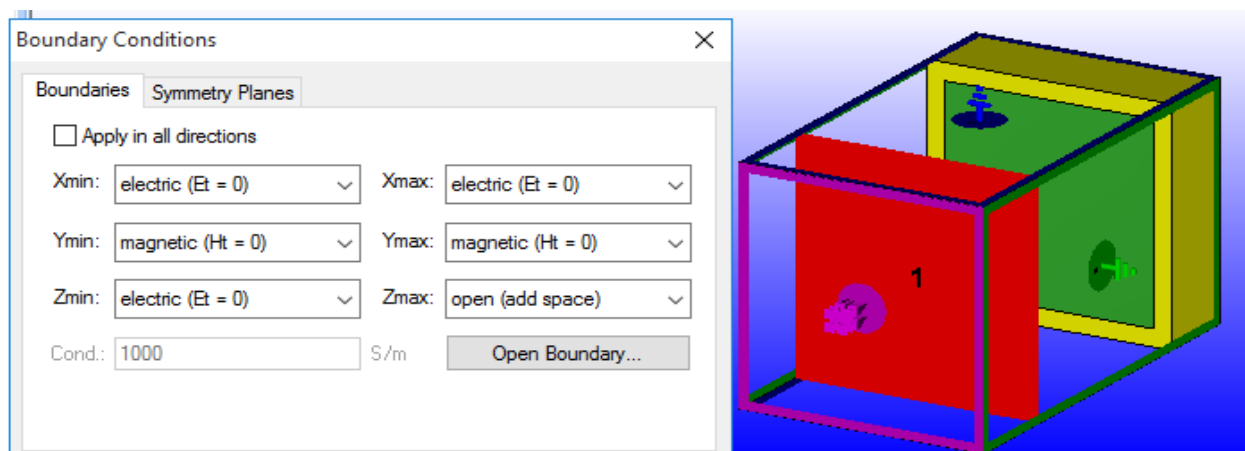 Boundary Conditions
Boundaries Symmetry Planes
Apply in all directions
Xmin: electric (Et = 0) Xmax: electric (Et = 0)
Ymin: magnetic (Ht = 0) Ymax: magnetic (Ht = 0)
Zmin: electric (Et = 0) Zmax: open (add space)
Cond.: 1000 S/m Open Boundary...
1